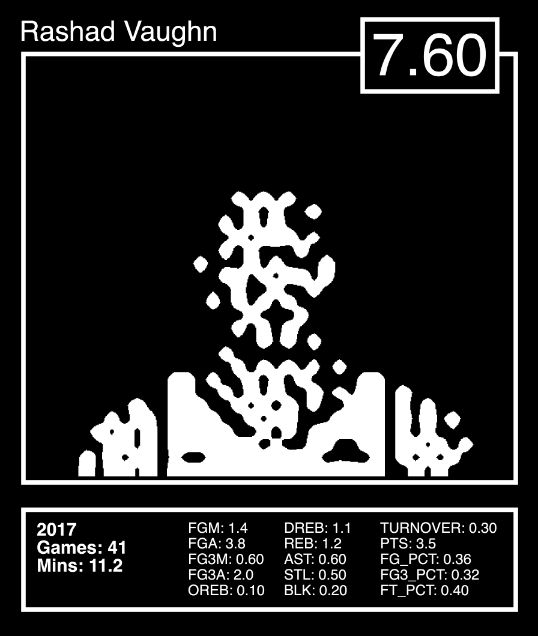 Rashad Vaughn
7.60
2017
Games: 41
Mins: 11.2
FGM: 1.4
FGA: 3.8
FG3M: 0.60
FG3A: 2.0
OREB: 0.10
DREB: 1.1
REB: 1.2
AST: 0.60
STL: 0.50
BLK: 0.20
TURNOVER: 0.30
PTS: 3.5
FG_PCT: 0.36
FG3_PCT: 0.32
FT_PCT: 0.40